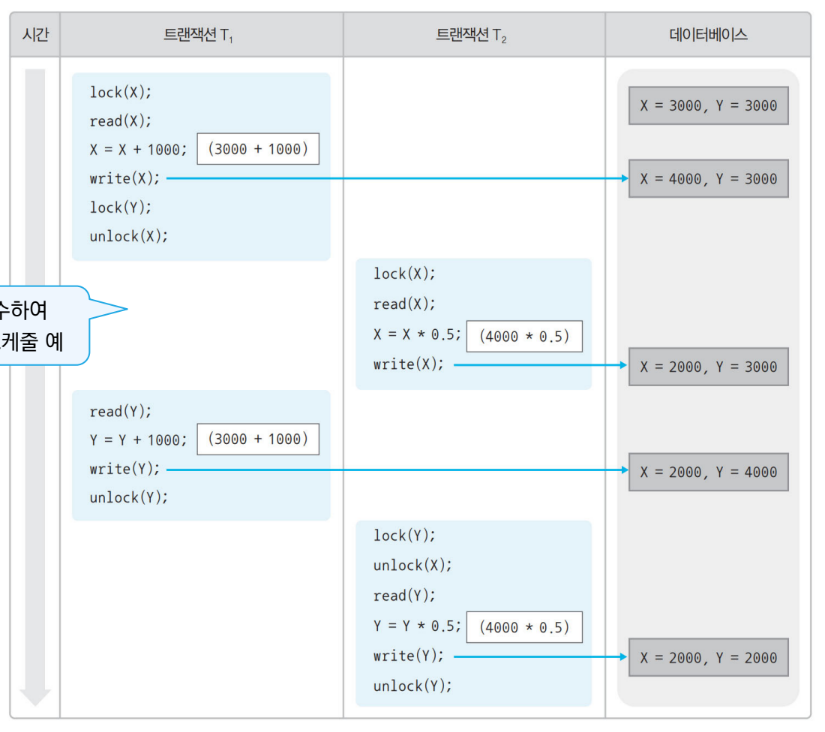 시간 트랜잭션 T₁ 트랜잭션 T₂ 데이터베이스
lock(X);
read(X);
X = X + 1000; (3000 + 1000)
write(X);
lock(Y);
unlock(X);
X = 3000, Y = 3000
X = 4000, Y = 3000
lock(X);
read(X);
X = X * 0.5; (4000 * 0.5)
write(X);
X = 2000, Y = 3000
수하여
케줄 예
read(Y);
Y = Y + 1000; (3000 + 1000)
write(Y);
unlock(Y);
X = 2000, Y = 4000
lock(Y);
unlock(X);
read(Y);
Y = Y * 0.5; (4000 * 0.5)
write(Y);
unlock(Y);
X = 2000, Y = 2000